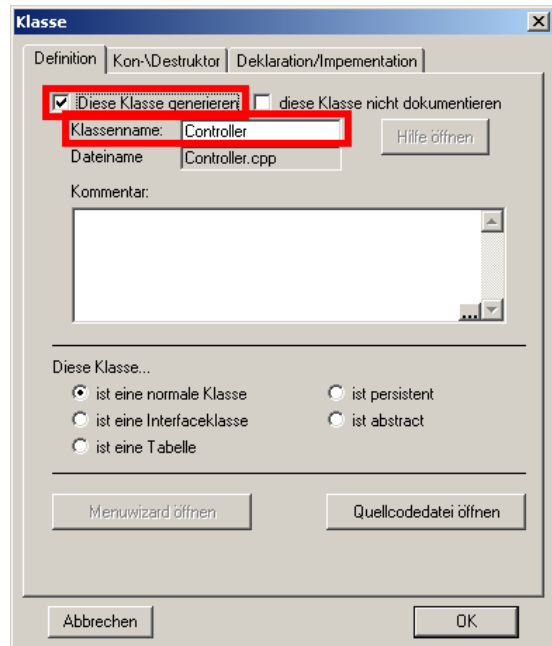 Klasse
Definition Kon-\Destruktor Deklaration/Impementation
Diese Klasse generieren diese Klasse nicht dokumentieren
Klassenname: Controller Hilfe öffnen
Dateiname Controller.cpp
Kommentar:
...
Diese Klasse...
ist eine normale Klasse ist persistent
ist eine Interfaceklasse ist abstract
ist eine Tabelle
Menuwizard öffnen Quellcodedatei öffnen
Abbrechen OK